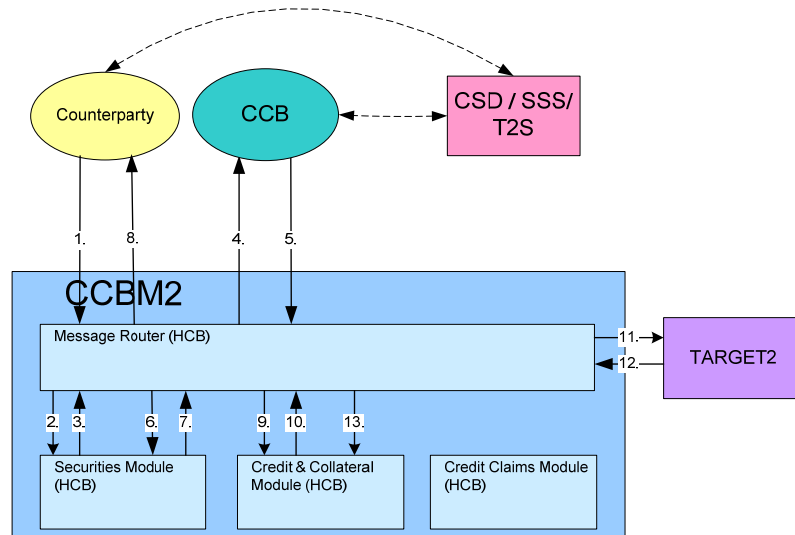 Counterparty
CCB
CSD / SSS/
T2S
1.
8.
4.
5.
CCBM2
Message Router (HCB)
11.
12.
TARGET2
2.
3.
6.
7.
9.
10.
13.
Securities Module
(HCB)
Credit & Collateral
Module (HCB)
Credit Claims Module
(HCB)